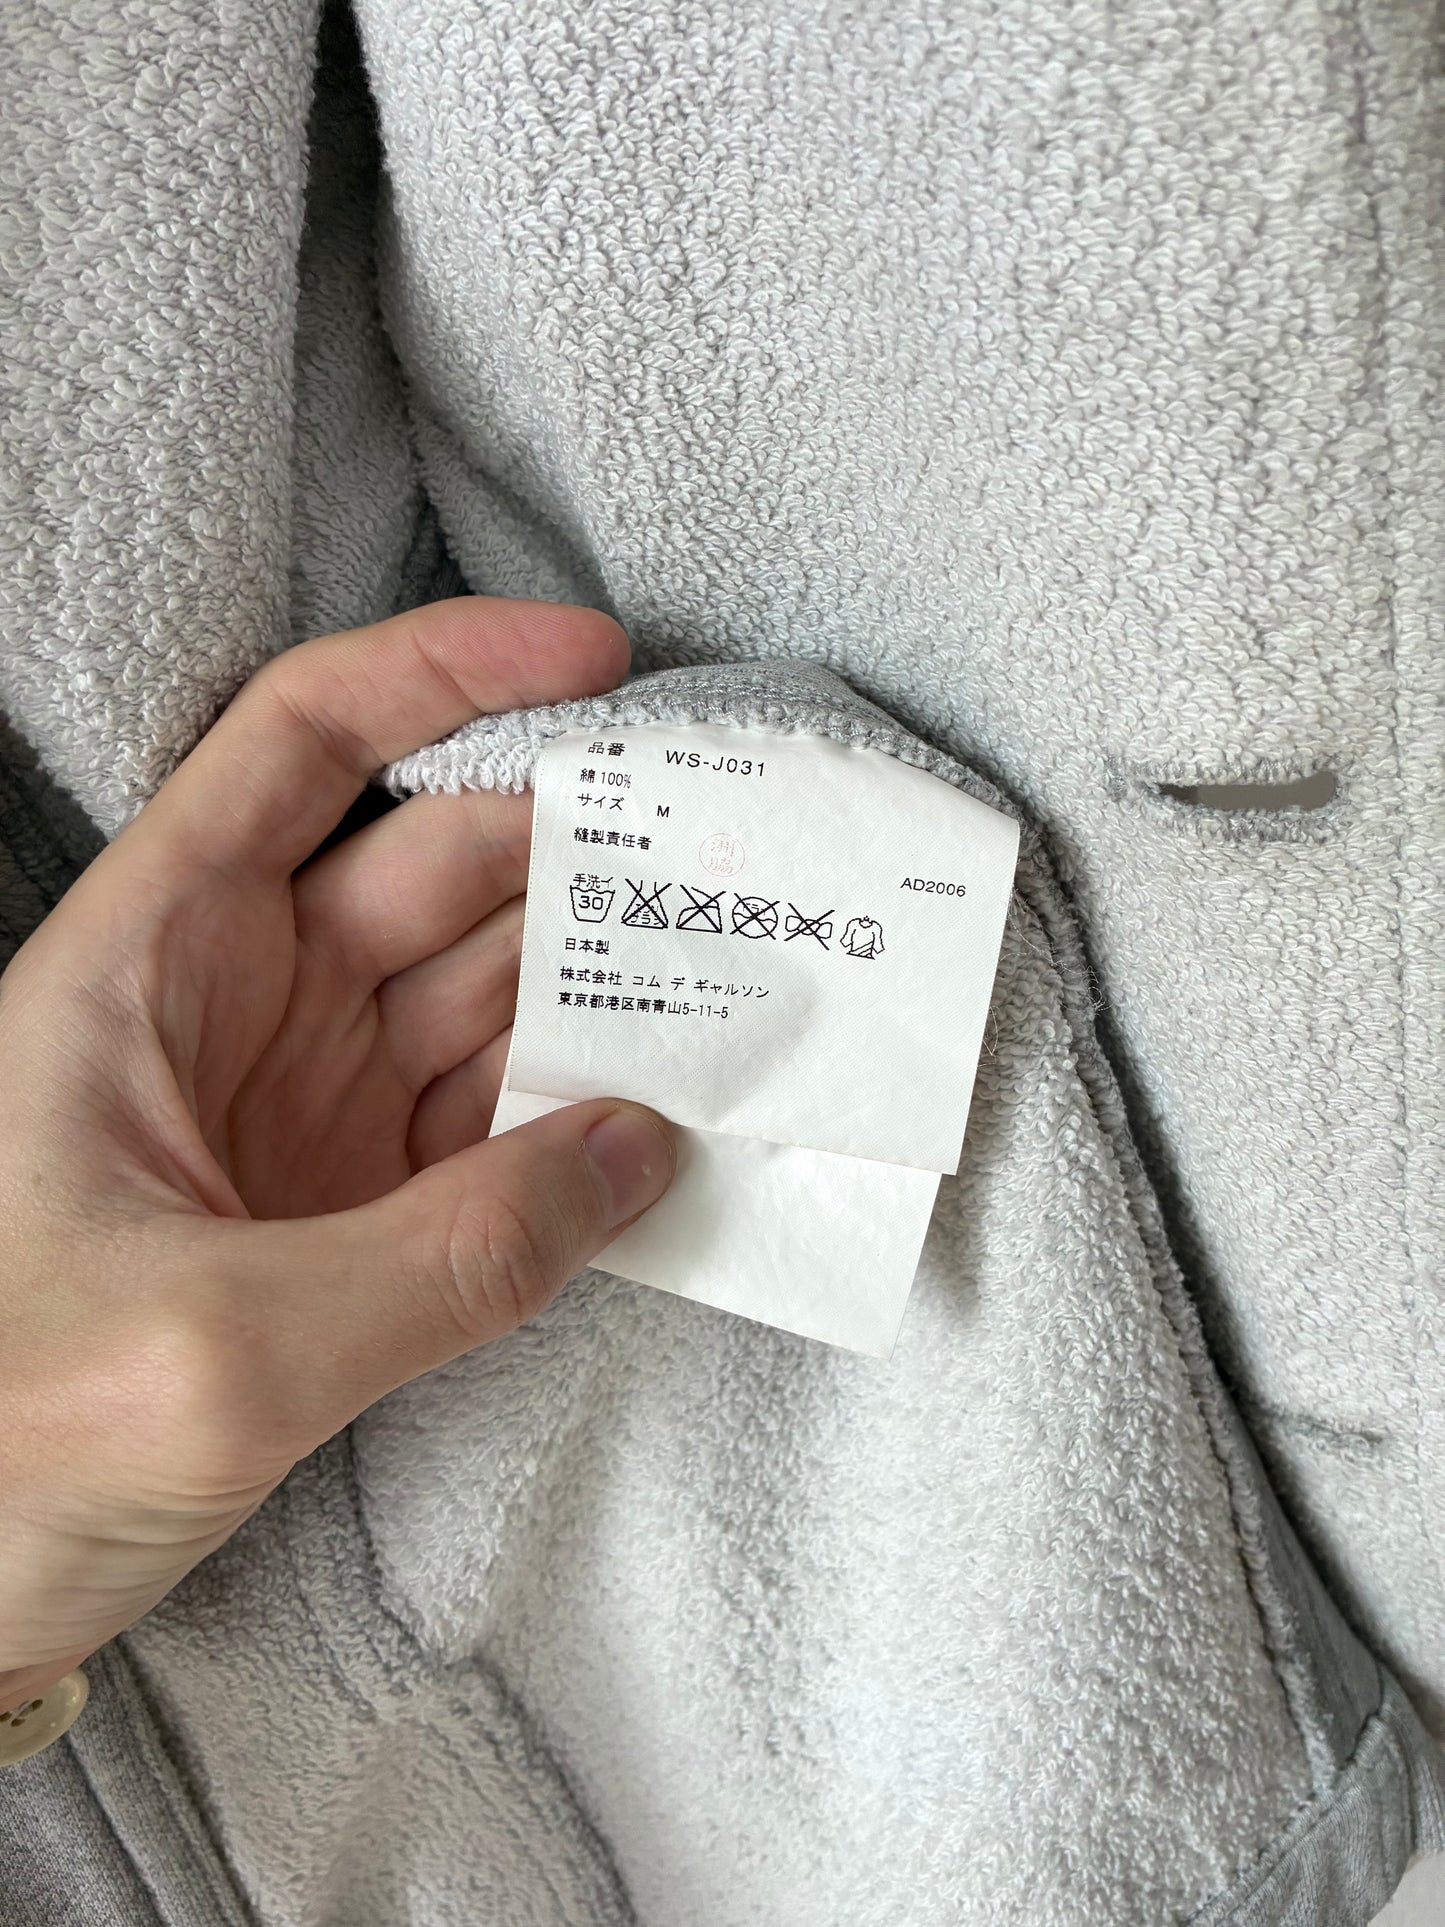 品番 WS-J031
綿 100%
サイズ M
縫製責任者
AD2006
手洗イ
30
日本製
株式会社 コム デ ギャルソン
東京都港区南青山5-11-5